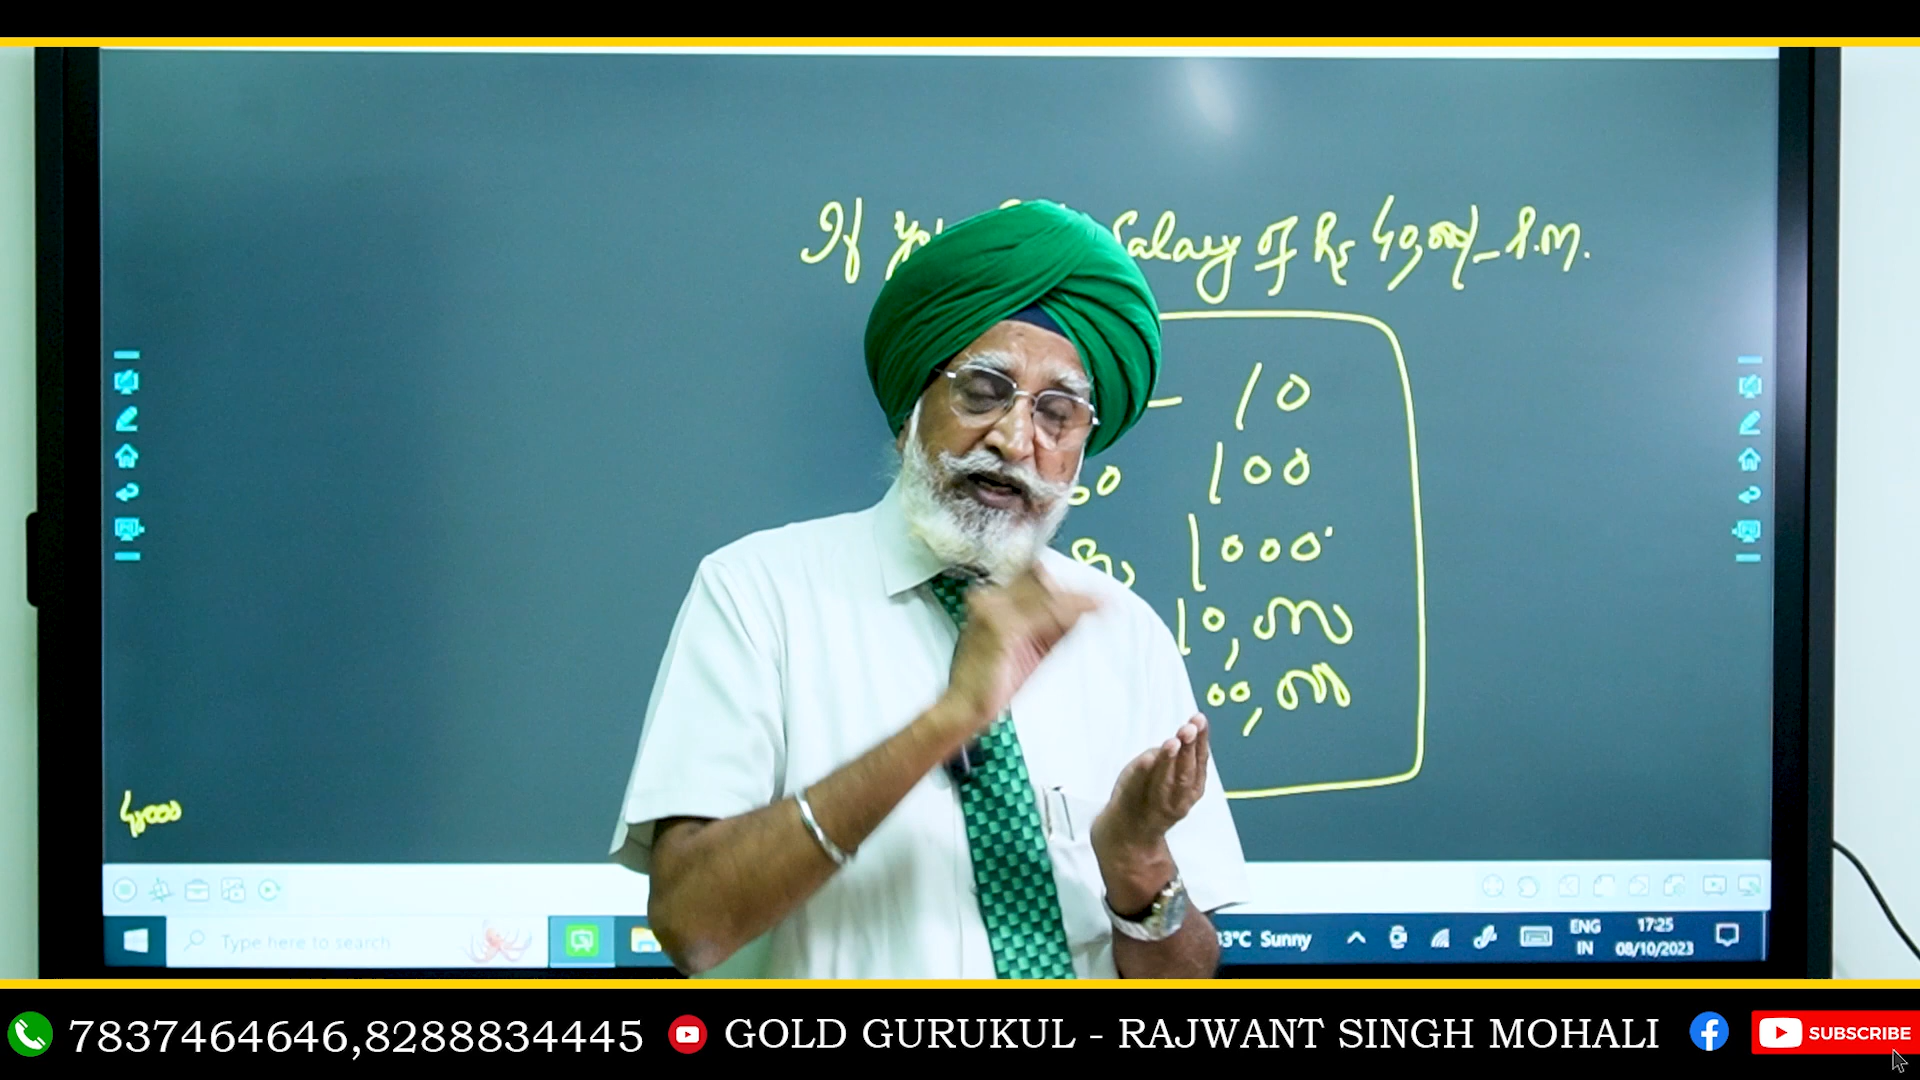 If Salary of Rs 40,000/- P.M.
- 10
00 100
1000
10,000
00,000
Type here to search
33°C Sunny
ENG
IN
17:25
08/10/2023
7837464646,8288834445
GOLD GURUKUL - RAJWANT SINGH MOHALI
SUBSCRIBE